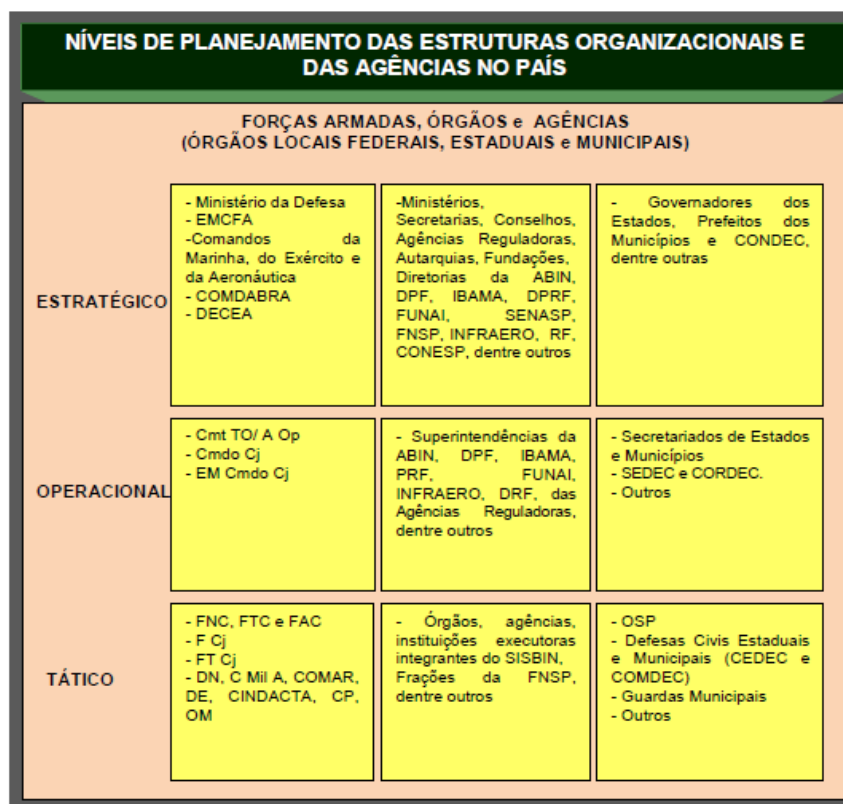 NÍVEIS DE PLANEJAMENTO DAS ESTRUTURAS ORGANIZACIONAIS E
DAS AGÊNCIAS NO PAÍS
FORÇAS ARMADAS, ÓRGÃOS e AGÊNCIAS
(ÓRGÃOS LOCAIS FEDERAIS, ESTADUAIS e MUNICIPAIS)
ESTRATÉGICO
- Ministério da Defesa
- EMCFA
-Comandos da
Marinha, do Exército e
da Aeronáutica
- COMDABRA
- DECEA
-Ministérios,
Secretarias, Conselhos,
Agências Reguladoras,
Autarquias, Fundações,
Diretorias da ABIN,
DPF, IBAMA, DPRF,
FUNAI, SENASP,
FNSP, INFRAERO, RF,
CONESP, dentre outros
- Governadores dos
Estados, Prefeitos dos
Municípios e CONDEC,
dentre outras
OPERACIONAL
- Cmt TO/ A Op
- Cmdo Cj
- EM Cmdo Cj
- Superintendências da
ABIN, DPF, IBAMA,
PRF, FUNAI,
INFRAERO, DRF, das
Agências Reguladoras,
dentre outros
- Secretariados de Estados
e Municípios
- SEDEC e CORDEC.
- Outros
TÁTICO
- FNC, FTC e FAC
- F Cj
- FT Cj
- DN, C Mil A, COMAR,
DE, CINDACTA, CP,
OM
- Órgãos, agências,
instituições executoras
integrantes do SISBIN,
Frações da FNSP,
dentre outros
- OSP
- Defesas Civis Estaduais
e Municipais (CEDEC e
COMDEC)
- Guardas Municipais
- Outros